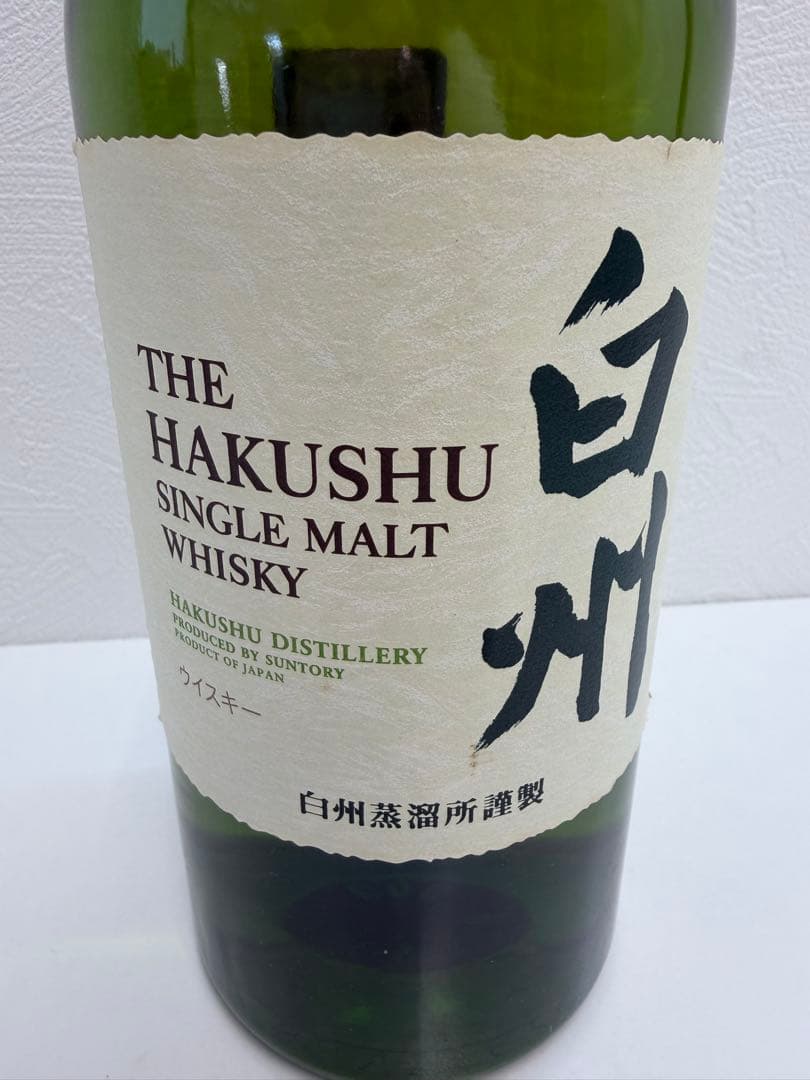 THE
HAKUSHU
SINGLE MALT
WHISKY
HAKUSHU DISTILLERY
PRODUCED BY SUNTORY
PRODUCT OF JAPAN
ウイスキー
白州
白州蒸溜所謹製